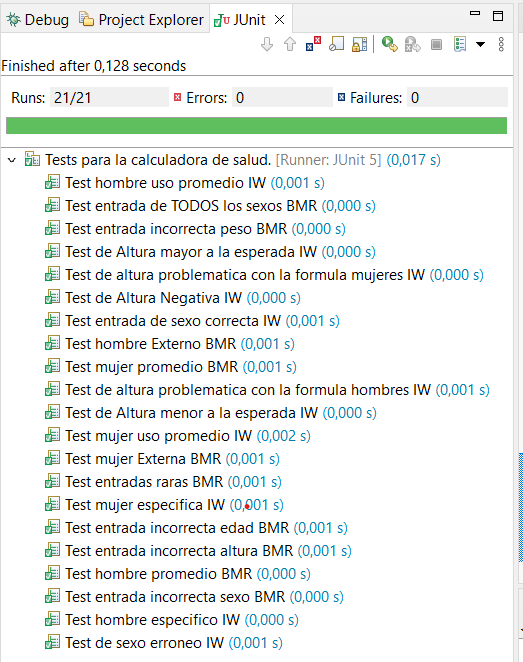 Debug Project Explorer JUnit
Finished after 0,128 seconds
Runs: 21/21 Errors: 0 Failures: 0
Tests para la calculadora de salud. [Runner: JUnit 5] (0,017 s)
Test hombre uso promedio IW (0,001 s)
Test entrada de TODOS los sexos BMR (0,000 s)
Test entrada incorrecta peso BMR (0,000 s)
Test de Altura mayor a la esperada IW (0,000 s)
Test de altura problematica con la formula mujeres IW (0,000 s)
Test de Altura Negativa IW (0,000 s)
Test entrada de sexo correcta IW (0,001 s)
Test hombre Externo BMR (0,001 s)
Test mujer promedio BMR (0,001 s)
Test de altura problematica con la formula hombres IW (0,001 s)
Test de Altura menor a la esperada IW (0,000 s)
Test mujer uso promedio IW (0,002 s)
Test mujer Externa BMR (0,001 s)
Test entradas raras BMR (0,001 s)
Test mujer especifica IW (0,001 s)
Test entrada incorrecta edad BMR (0,001 s)
Test entrada incorrecta altura BMR (0,001 s)
Test hombre promedio BMR (0,000 s)
Test entrada incorrecta sexo BMR (0,000 s)
Test hombre especifico IW (0,000 s)
Test de sexo erroneo IW (0,001 s)